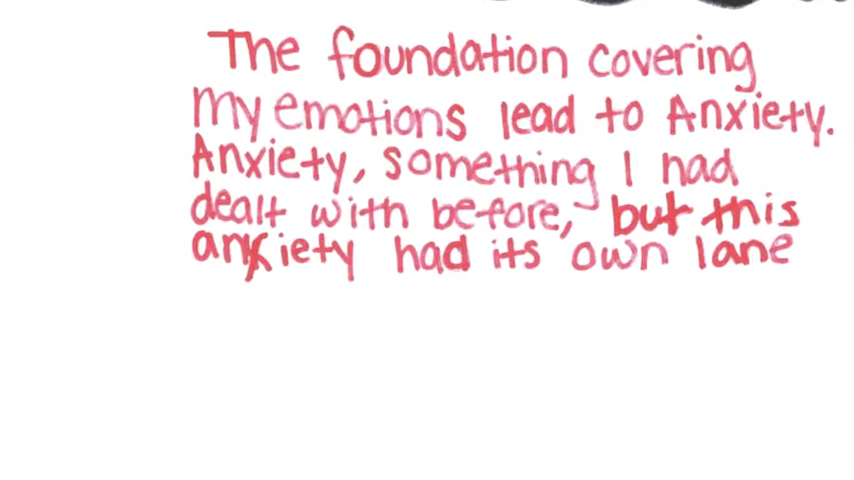 The foundation covering
my emotions lead to Anxiety.
Anxiety, something I had
dealt with before, but this
anxiety had its own lane